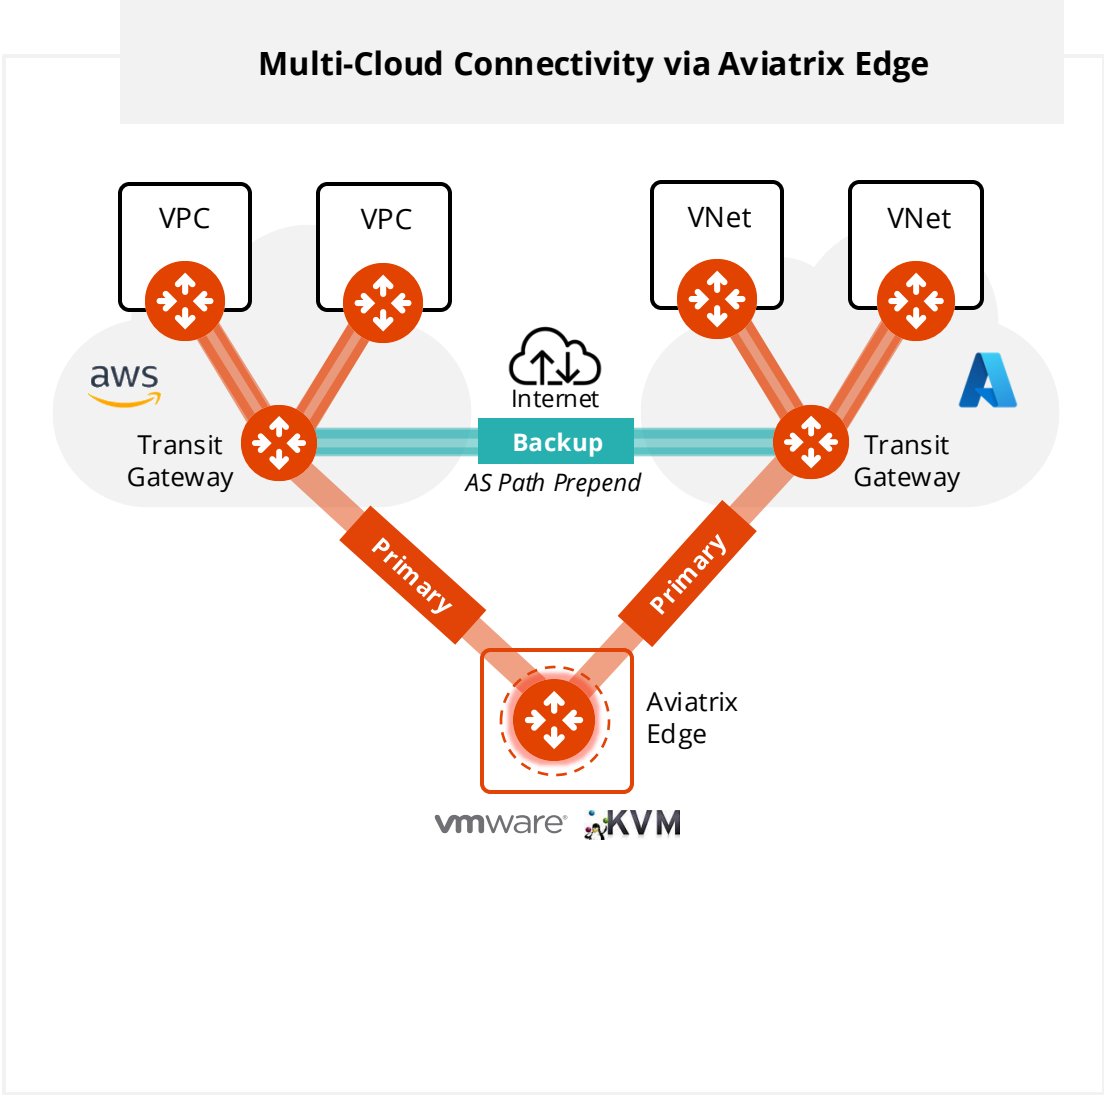 Multi-Cloud Connectivity via Aviatrix Edge
VPC
VPC
VNet
VNet
aws
Internet
Transit
Gateway
Backup
Transit
Gateway
AS Path Prepend
Primary
Primary
Aviatrix
Edge
vmware®
KVM